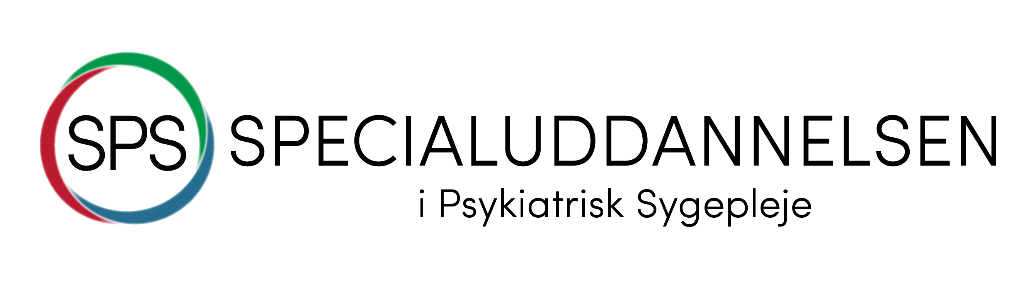 SPS SPECIALUDDANNELSEN
i Psykiatrisk Sygepleje